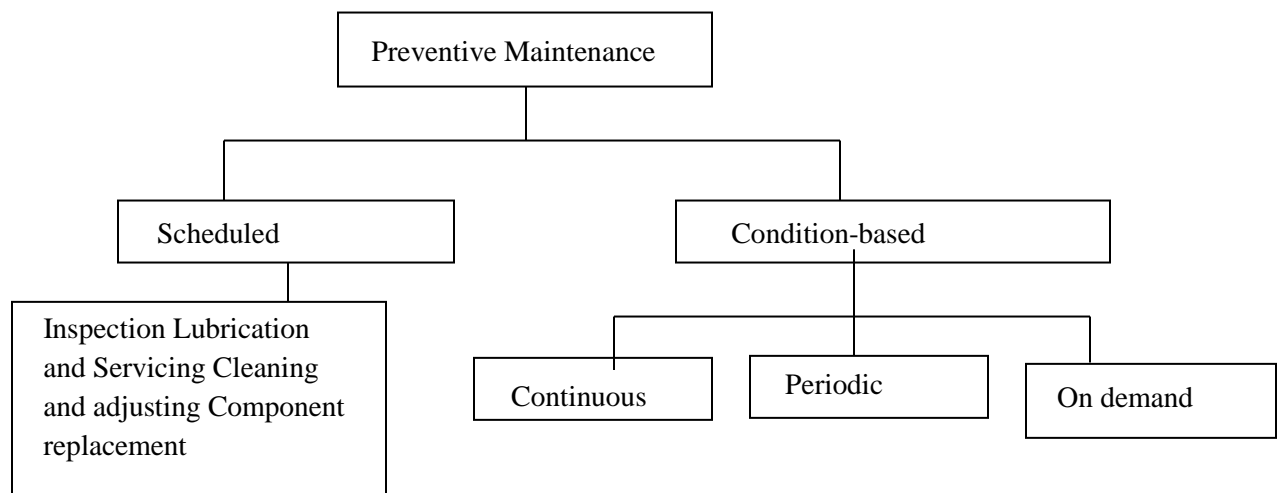 Preventive Maintenance
Scheduled
Condition-based
Inspection Lubrication
and Servicing Cleaning
and adjusting Component
replacement
Continuous
Periodic
On demand